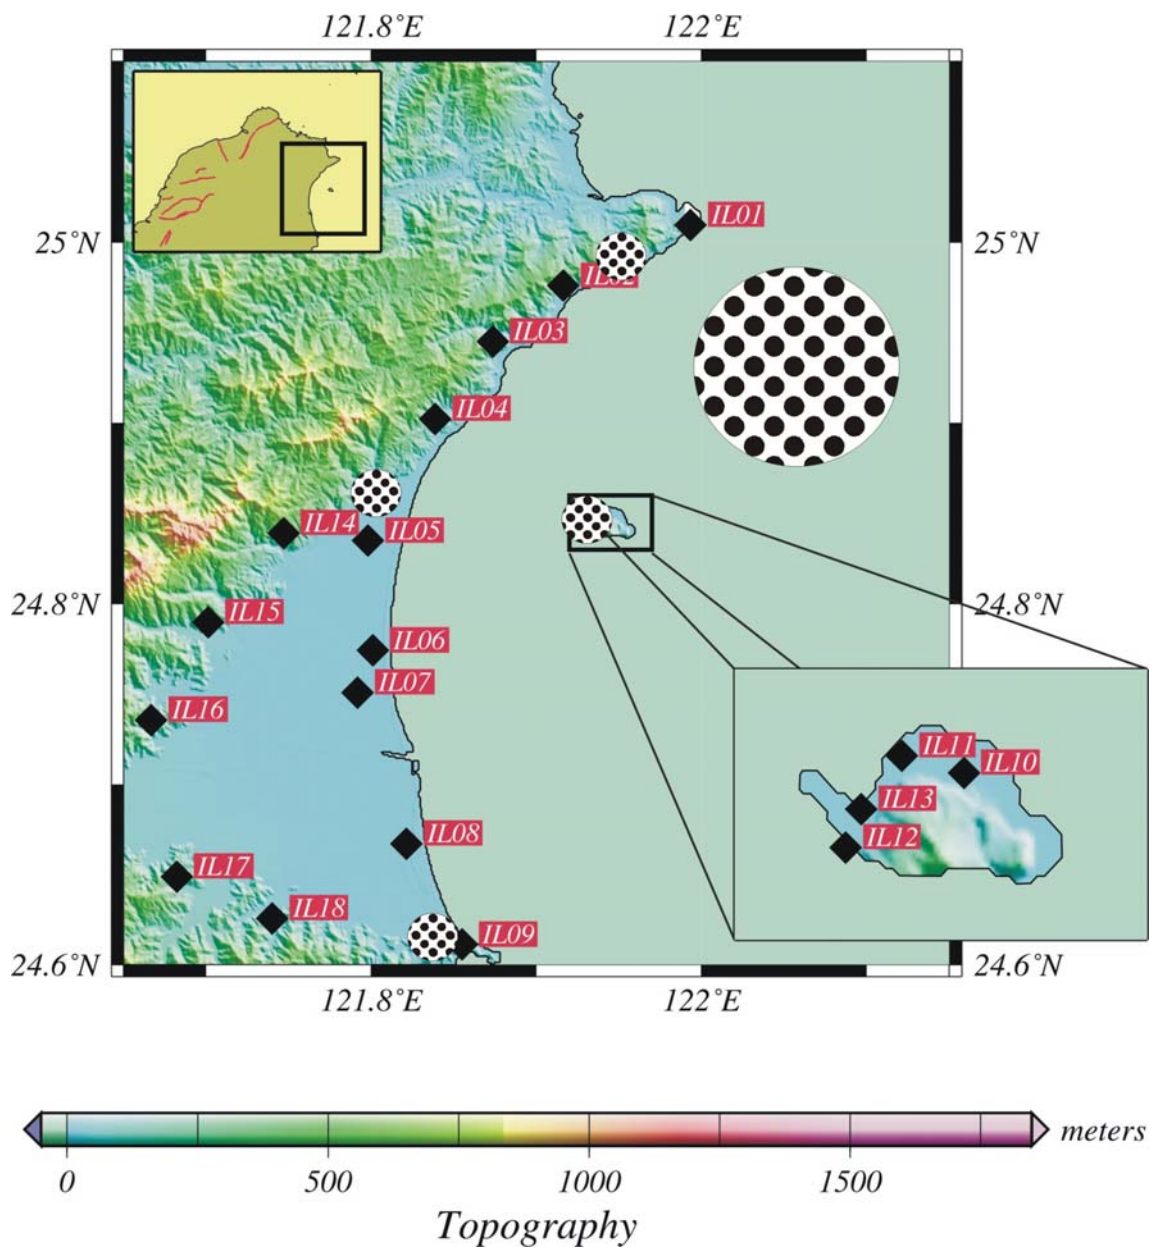 121.8°E 122°E
IL01
25°N 25°N
IL02
IL03
IL04
IL14 IL05
24.8°N 24.8°N
IL15
IL06
IL07
IL16
IL11
IL10
IL13
IL12
IL08
IL17
IL18
IL09
24.6°N 24.6°N
121.8°E 122°E
meters
0 500 1000 1500
Topography